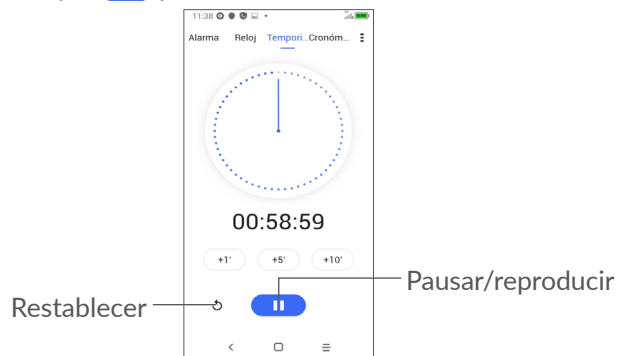 11:38
Alarma Reloj Tempori... Cronóm...
00:58:59
+1' +5' +10'
Pausar/reproducir
Restablecer